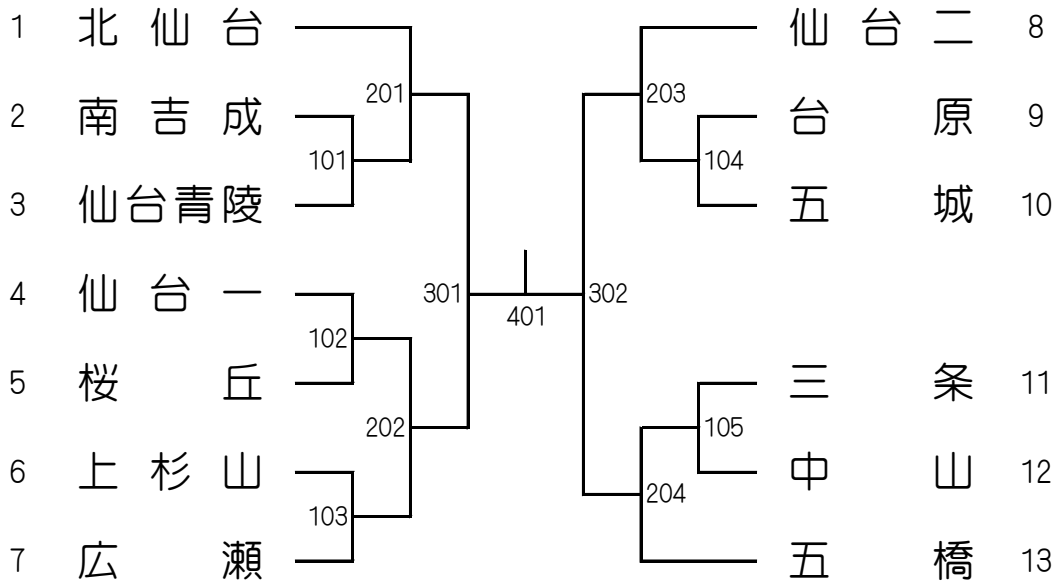 1 北仙台
201
2 南吉成
101
3 仙台青陵
4 仙台一
102
5 桜丘
202
6 上杉山
103
7 広瀬
301
401
302
仙台二 8
203
台原 9
104
五城 10
三条 11
105
中山 12
204
五橋 13